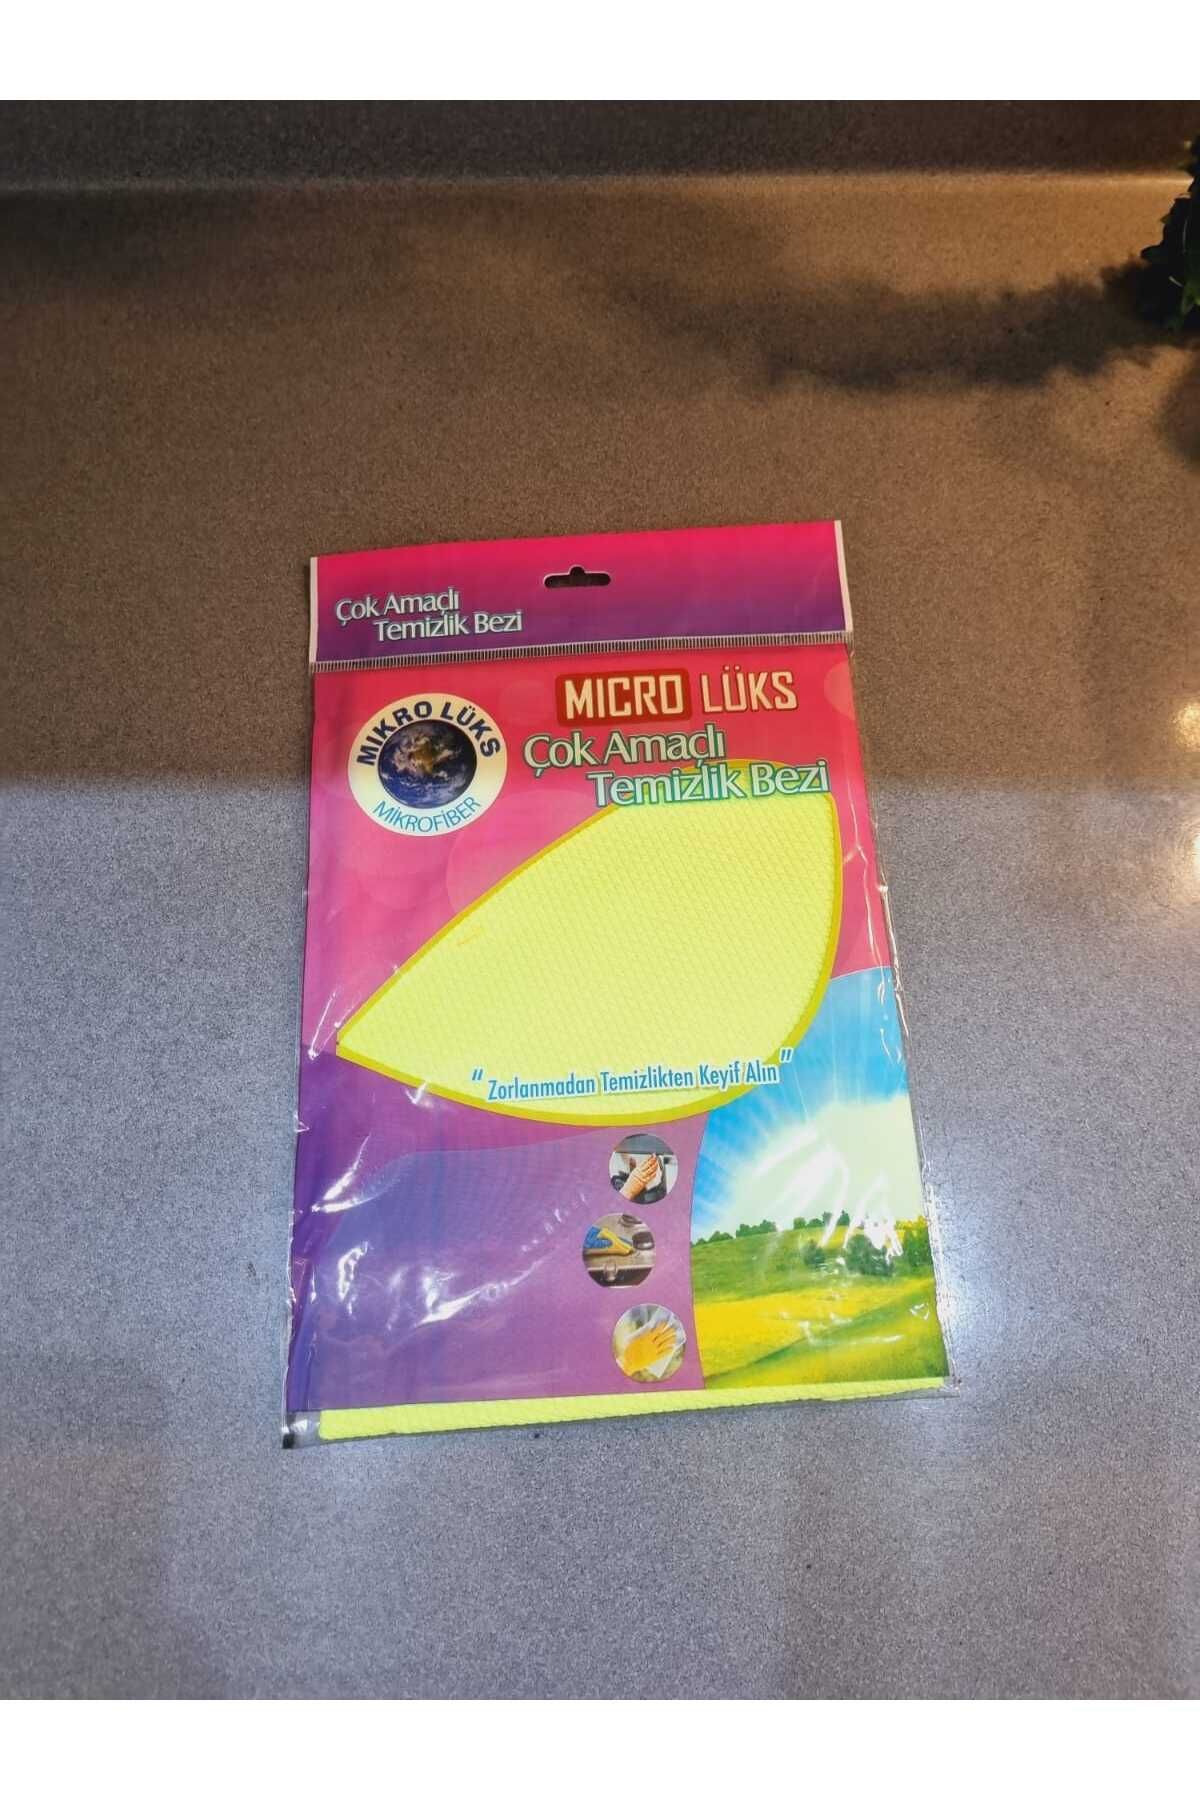 Çok Amaçlı
Temizlik Bezi
MİKRO LÜKS
MİKROFİBER
MICRO LÜKS
Çok Amaçlı
Temizlik Bezi
"Zorlanmadan Temizlikten Keyif Alın"